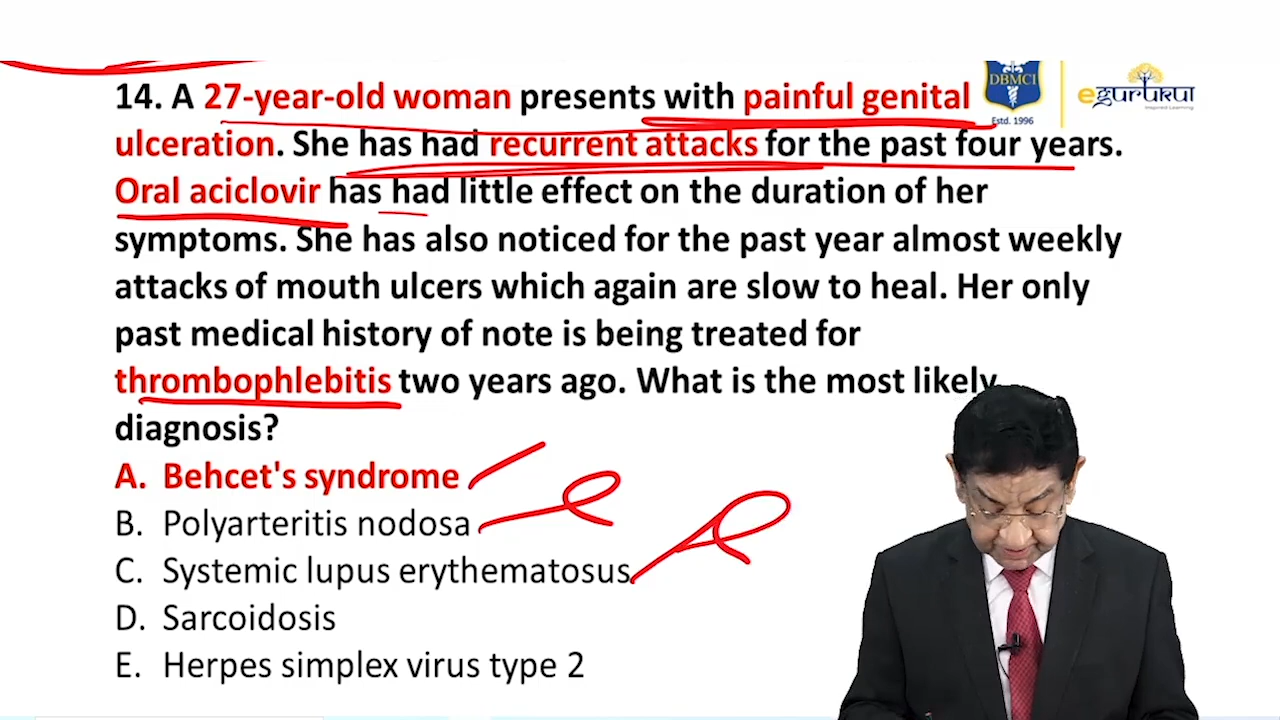 14. A 27-year-old woman presents with painful genital
ulceration. She has had recurrent attacks for the past four years.
Oral aciclovir has had little effect on the duration of her
symptoms. She has also noticed for the past year almost weekly
attacks of mouth ulcers which again are slow to heal. Her only
past medical history of note is being treated for
thrombophlebitis two years ago. What is the most likely
diagnosis?
A. Behcet's syndrome
B. Polyarteritis nodosa
C. Systemic lupus erythematosus
D. Sarcoidosis
E. Herpes simplex virus type 2
DBMCI
Estd. 1996
eGurukul
Inspired Learning